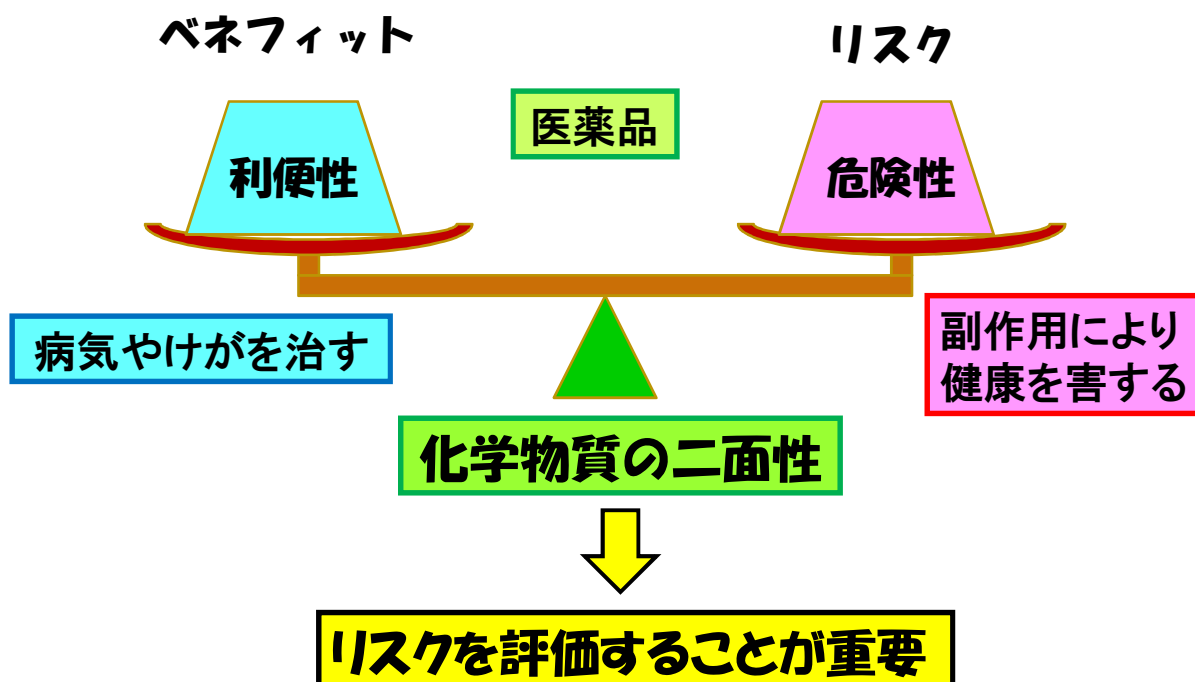 ベネフィット
リスク
医薬品
利便性
危険性
病気やけがを治す
副作用により
健康を害する
化学物質の二面性
リスクを評価することが重要